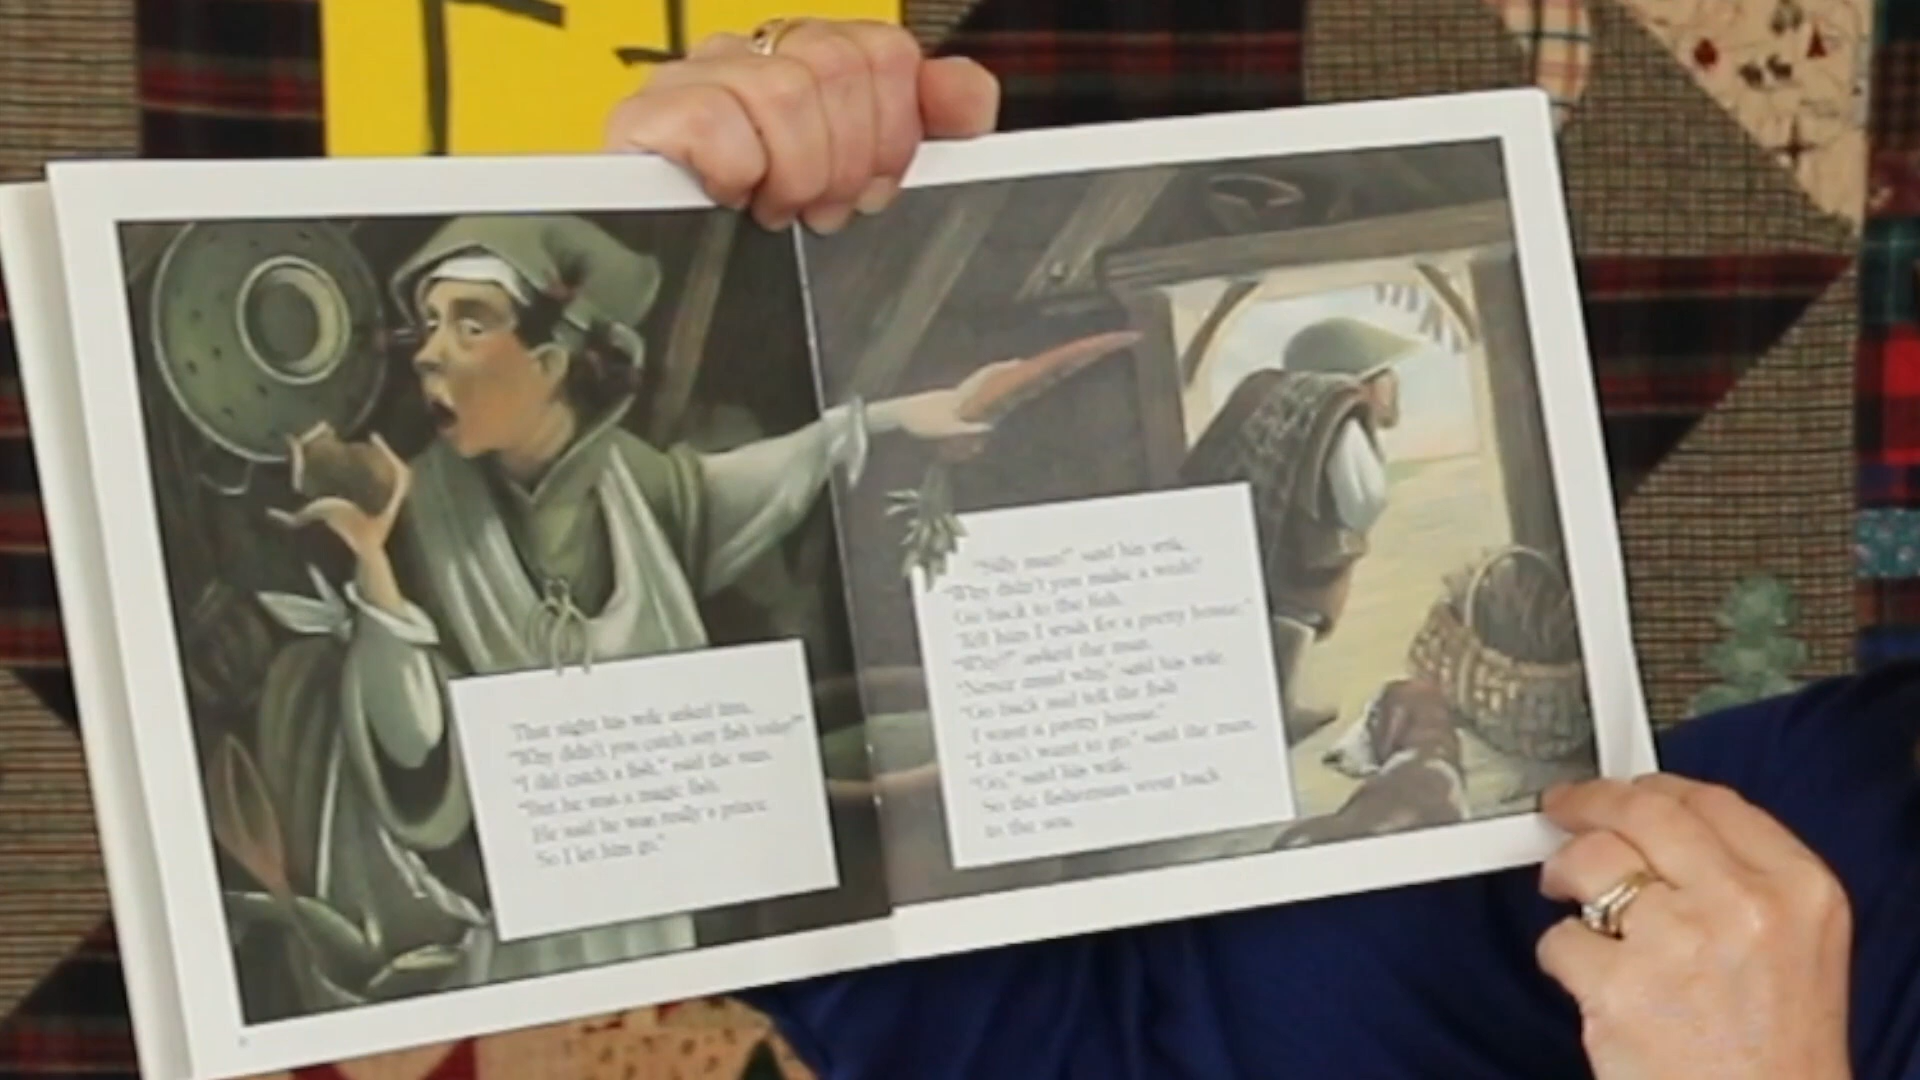 That night his wife asked him,
"Why didn't you catch any fish today?"
"I did catch a fish," said the man.
"But he was a magic fish.
He said he was really a prince.
So I let him go."
"Silly man!" said his wife.
"Why didn't you make a wish?
Go back to the fish.
Tell him I wish for a pretty house."
"Why?" asked the man.
"Never mind why," said his wife.
"Go back and tell the fish
I want a pretty house."
"I don't want to go," said the man.
"Go," said his wife.
So the fisherman went back
to the sea.